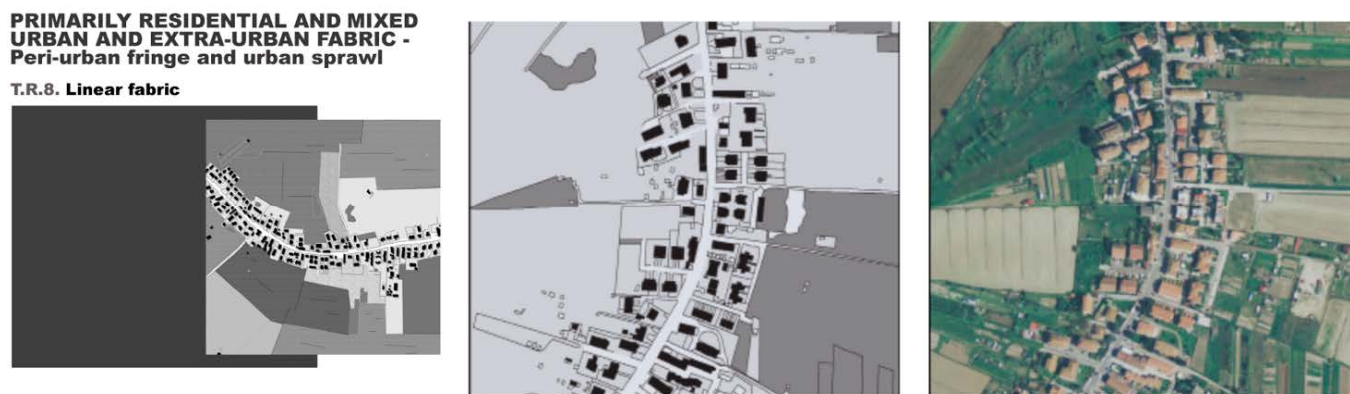 PRIMARILY RESIDENTIAL AND MIXED
URBAN AND EXTRA-URBAN FABRIC -
Peri-urban fringe and urban sprawl
T.R.8. Linear fabric